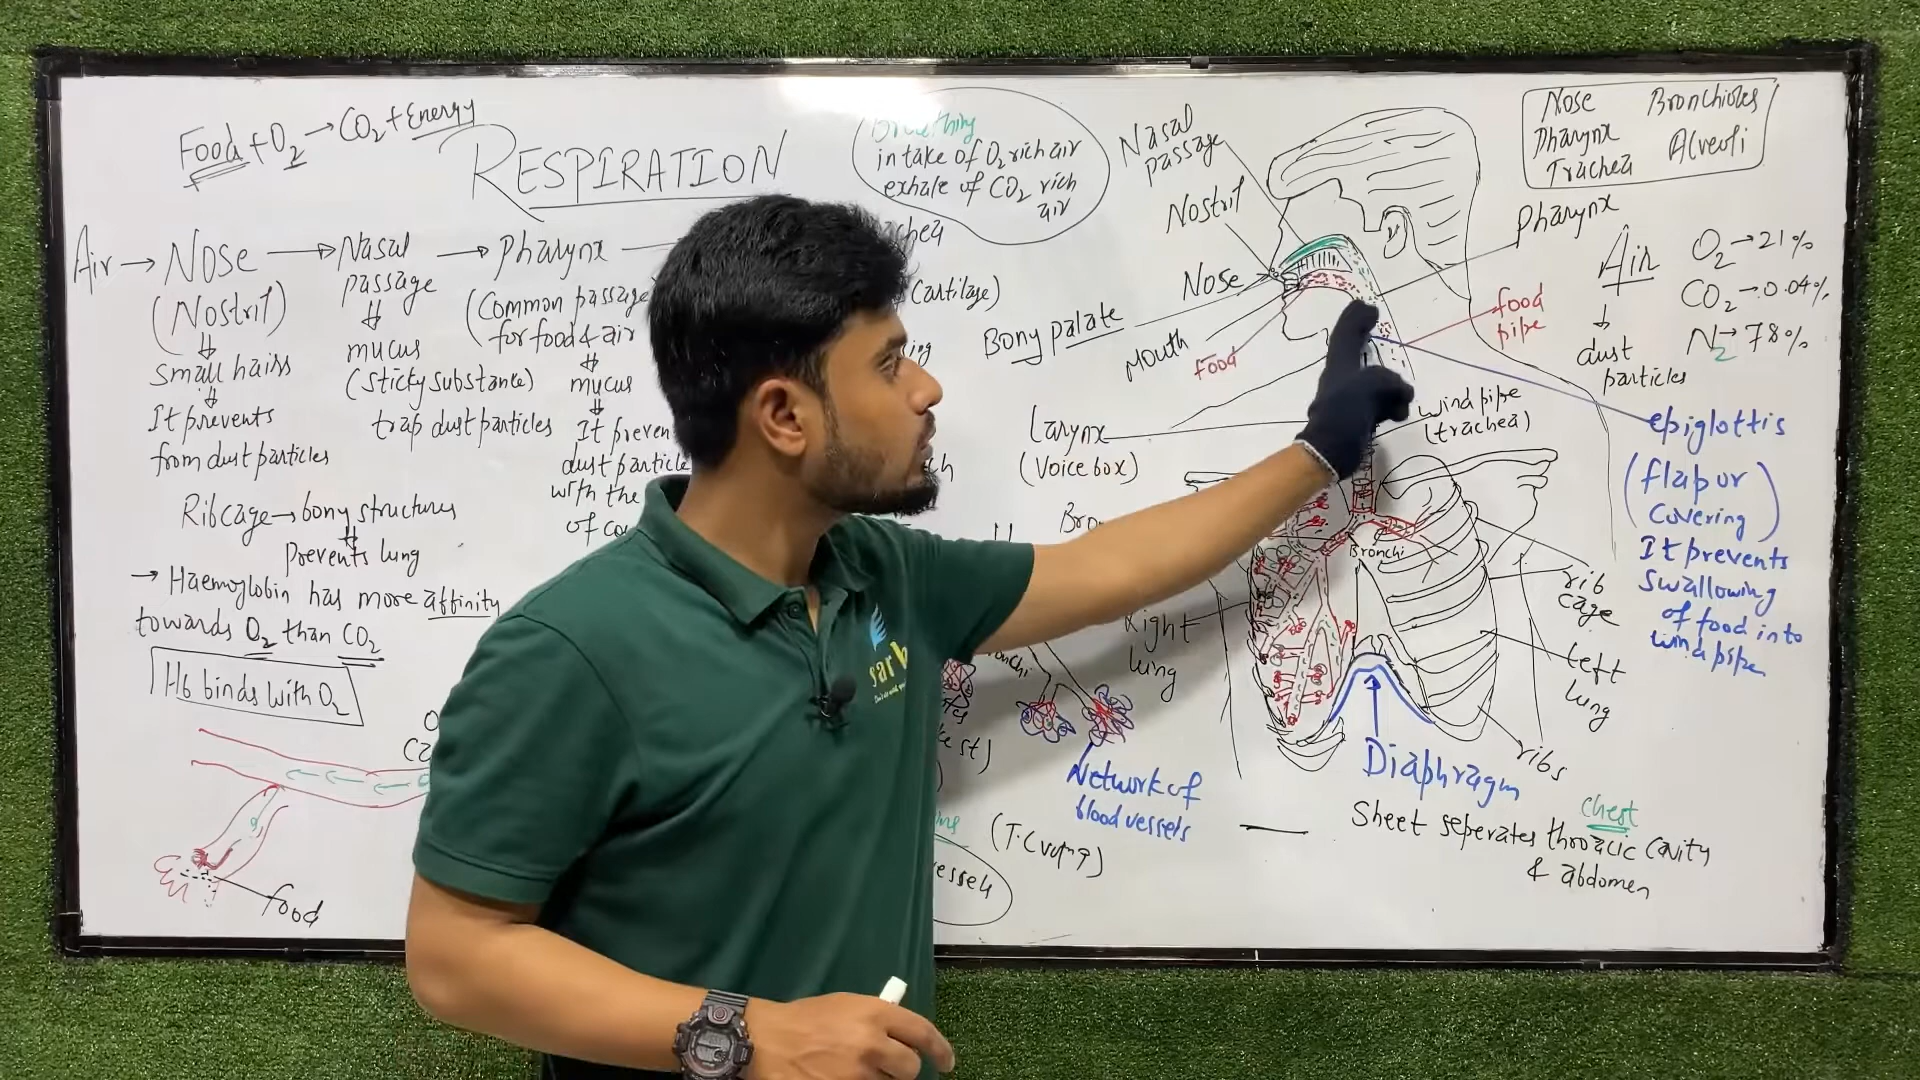 Food + O2 → CO2 + Energy
RESPIRATION
Air → Nose → Nasal passage → Pharynx
(Nostril)
small hairs
It prevents
from dust particles
mucus
(sticky substance)
trap dust particles
(Common passage
for food & air
mucus
It preven
dust particle
with the
of
Ribcage → bony structures
Prevents lung
→ Haemoglobin has more affinity
towards O2 than CO2
Hb binds with O2
food
Breathing
intake of O2 rich air
exhale of CO2 rich
air
(Cartilage)
Nasal
passage
Nostril
Nose
Bony palate
Mouth
food
Larynx
(Voice box)
Right
lung
Network of
blood vessels
Nose
Pharynx
Trachea
Bronchioles
Alveoli
Pharynx
food
pipe
wind pipe
(trachea)
Bronchi
Air
dust
particles
O2 → 21%
CO2 → 0.04%
N2 → 78%
epiglottis
(flap or
covering)
It prevents
swallowing
of food into
wind pipe
rib
cage
left
lung
ribs
Diaphragm
Sheet seperates throacic cavity
chest
& abdomen